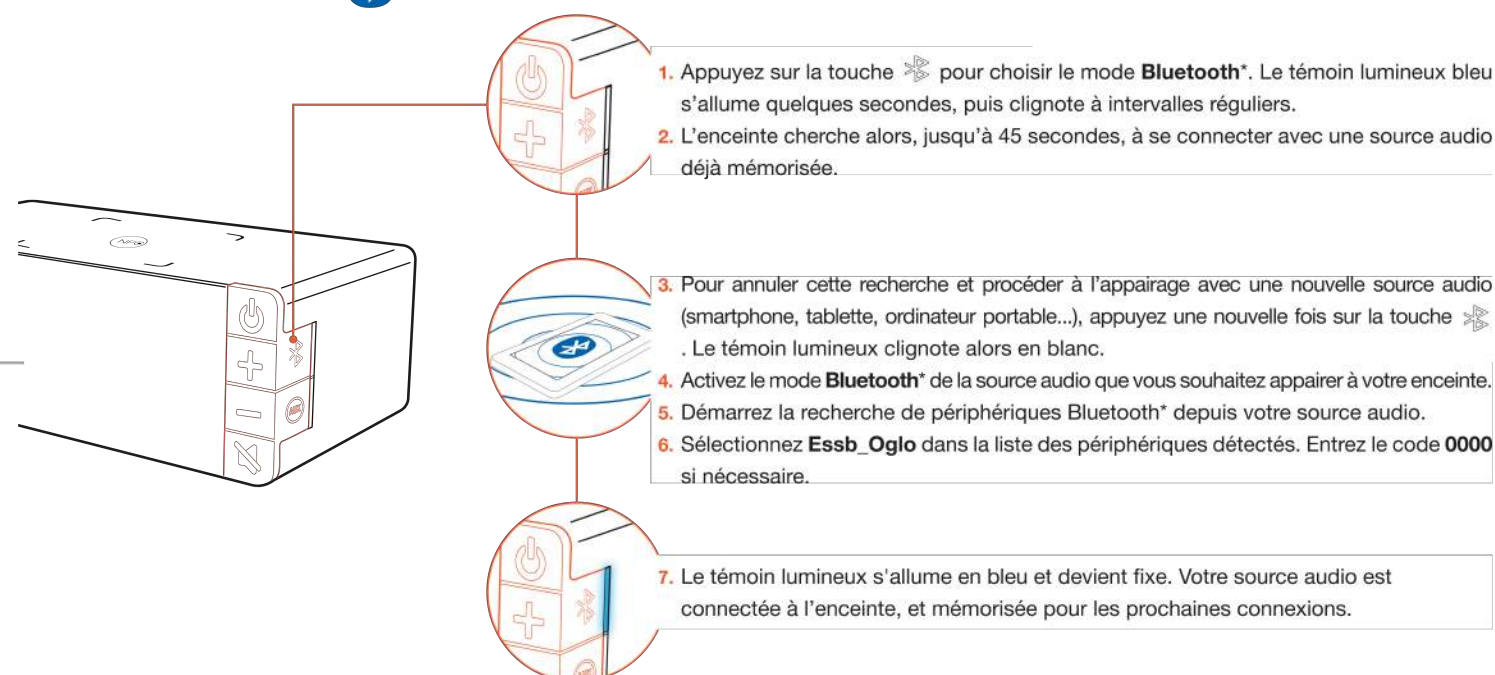 1. Appuyez sur la touche pour choisir le mode Bluetooth*. Le témoin lumineux bleu
s’allume quelques secondes, puis clignote à intervalles réguliers.
2. L’enceinte cherche alors, jusqu’à 45 secondes, à se connecter avec une source audio
déjà mémorisée.
NFC
3. Pour annuler cette recherche et procéder à l’appairage avec une nouvelle source audio
(smartphone, tablette, ordinateur portable...), appuyez une nouvelle fois sur la touche
. Le témoin lumineux clignote alors en blanc.
4. Activez le mode Bluetooth* de la source audio que vous souhaitez appairer à votre enceinte.
5. Démarrez la recherche de périphériques Bluetooth* depuis votre source audio.
6. Sélectionnez Essb_Oglo dans la liste des périphériques détectés. Entrez le code 0000
si nécessaire.
AUX
7. Le témoin lumineux s'allume en bleu et devient fixe. Votre source audio est
connectée à l’enceinte, et mémorisée pour les prochaines connexions.